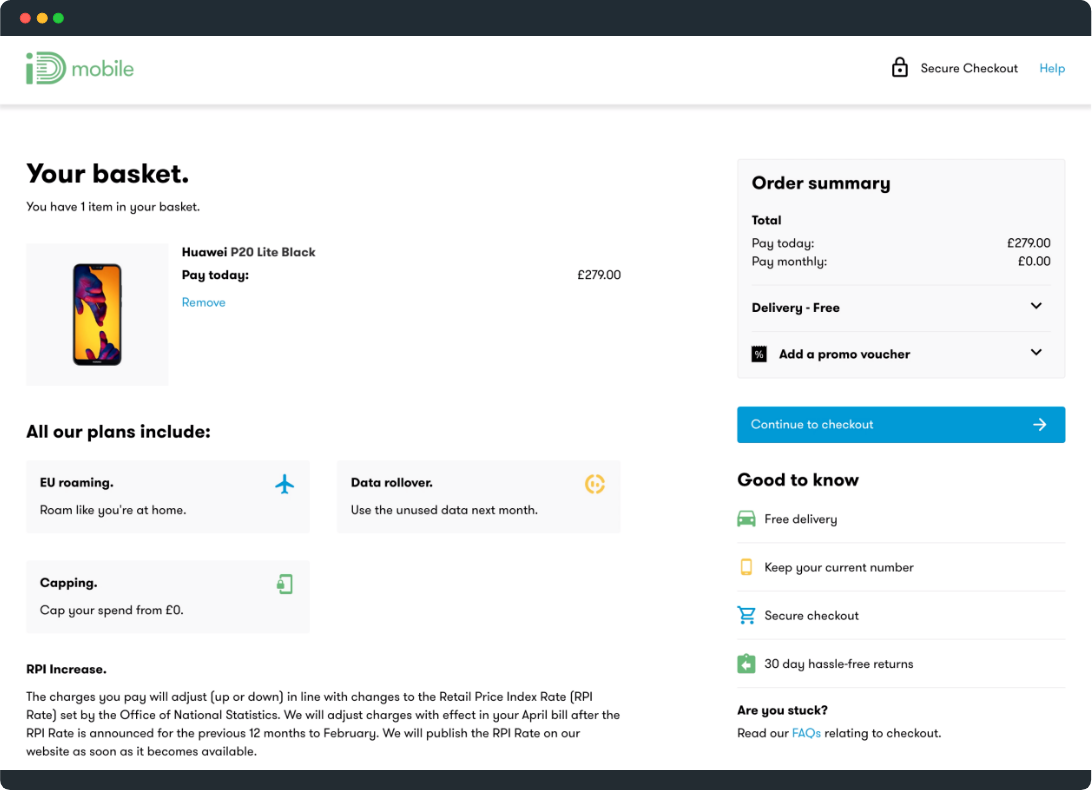 iD mobile
Secure Checkout
Help
Your basket.
You have 1 item in your basket.
Huawei P20 Lite Black
Pay today: £279.00
Remove
All our plans include:
EU roaming.
Roam like you're at home.
Data rollover.
Use the unused data next month.
Capping.
Cap your spend from £0.
RPI Increase.
The charges you pay will adjust (up or down) in line with changes to the Retail Price Index Rate (RPI
Rate) set by the Office of National Statistics. We will adjust charges with effect in your April bill after the
RPI Rate is announced for the previous 12 months to February. We will publish the RPI Rate on our
website as soon as it becomes available.
Order summary
Total
Pay today: £279.00
Pay monthly: £0.00
Delivery - Free
% Add a promo voucher
Continue to checkout
Good to know
Free delivery
Keep your current number
Secure checkout
30 day hassle-free returns
Are you stuck?
Read our FAQs relating to checkout.